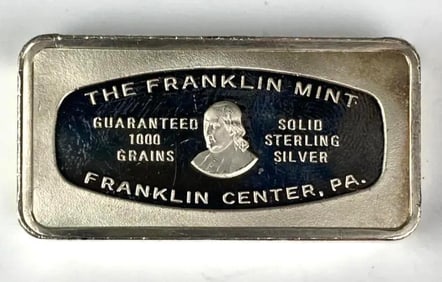 THE FRANKLIN MINT
GUARANTEED
1000
GRAINS
SOLID
STERLING
SILVER
FRANKLIN CENTER, PA.